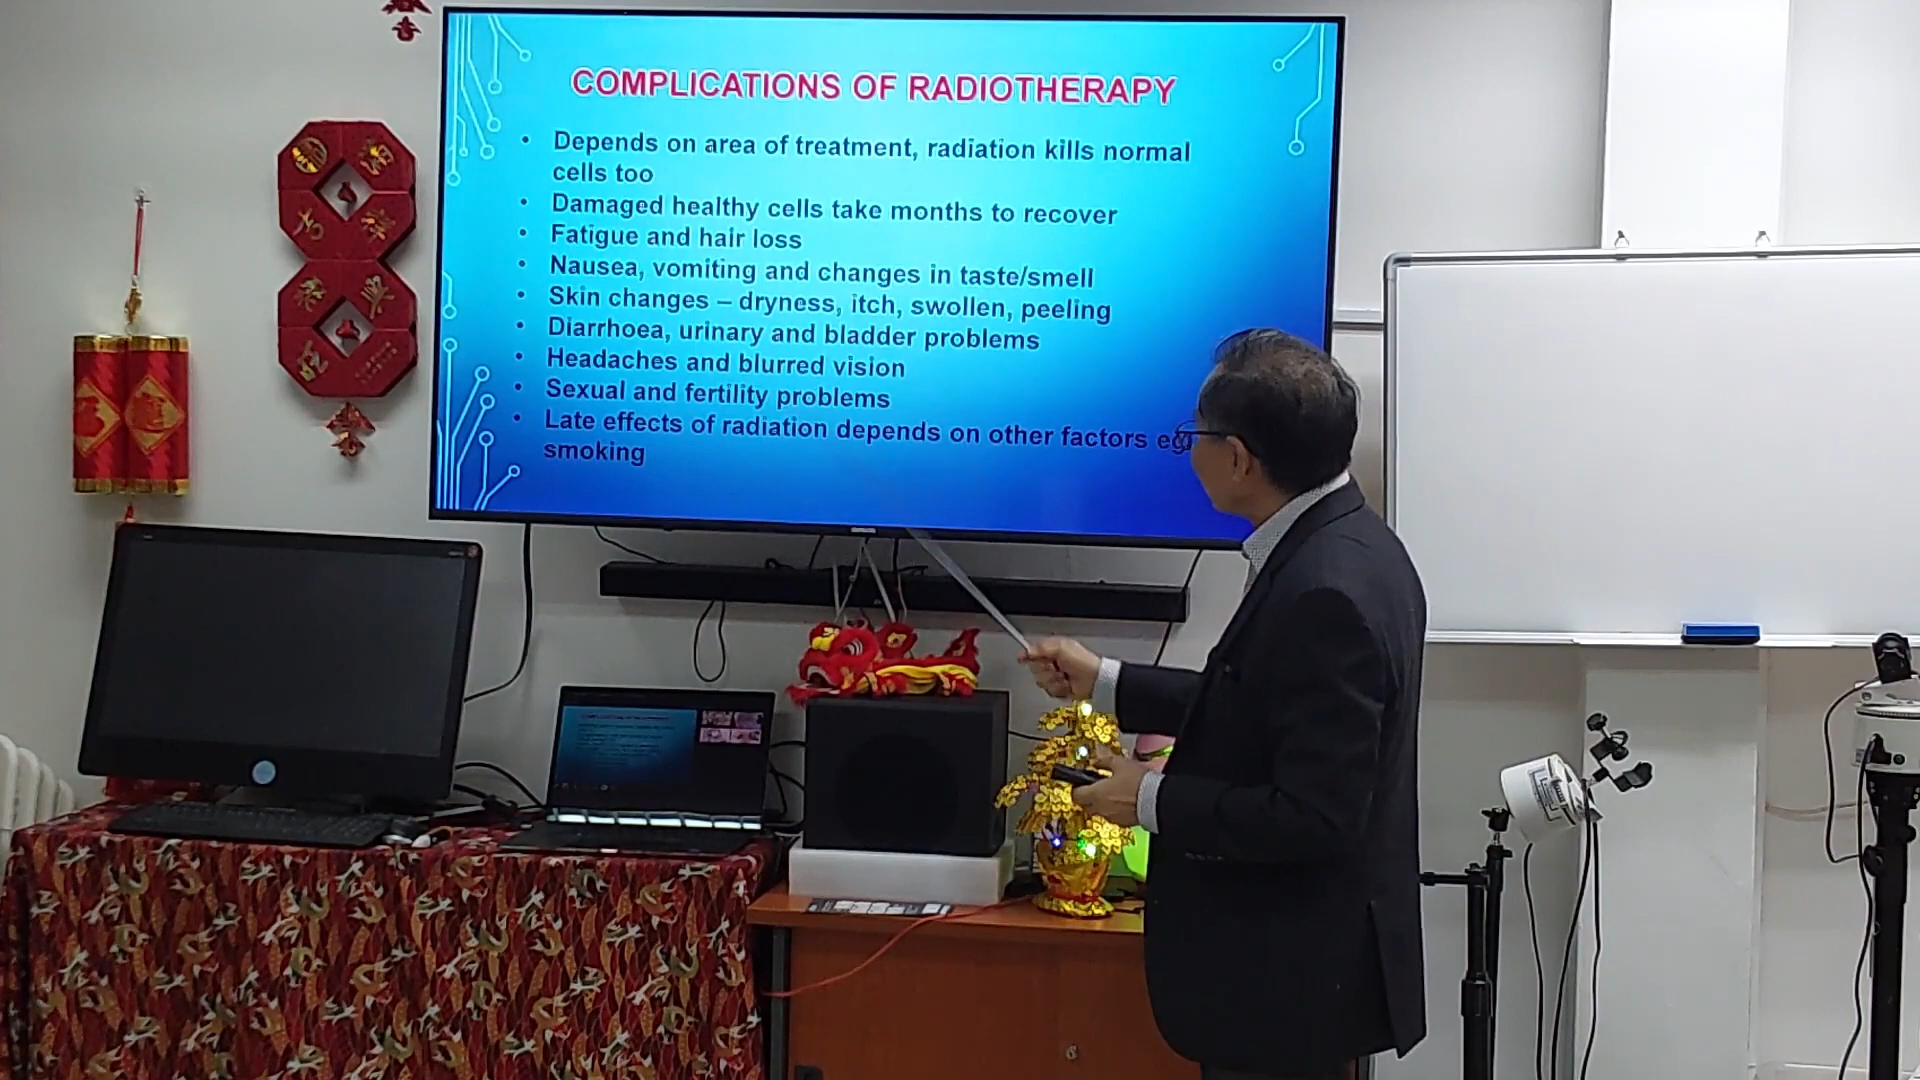 COMPLICATIONS OF RADIOTHERAPY
• Depends on area of treatment, radiation kills normal
cells too
• Damaged healthy cells take months to recover
• Fatigue and hair loss
• Nausea, vomiting and changes in taste/smell
• Skin changes – dryness, itch, swollen, peeling
• Diarrhoea, urinary and bladder problems
• Headaches and blurred vision
• Sexual and fertility problems
• Late effects of radiation depends on other factors eg
smoking